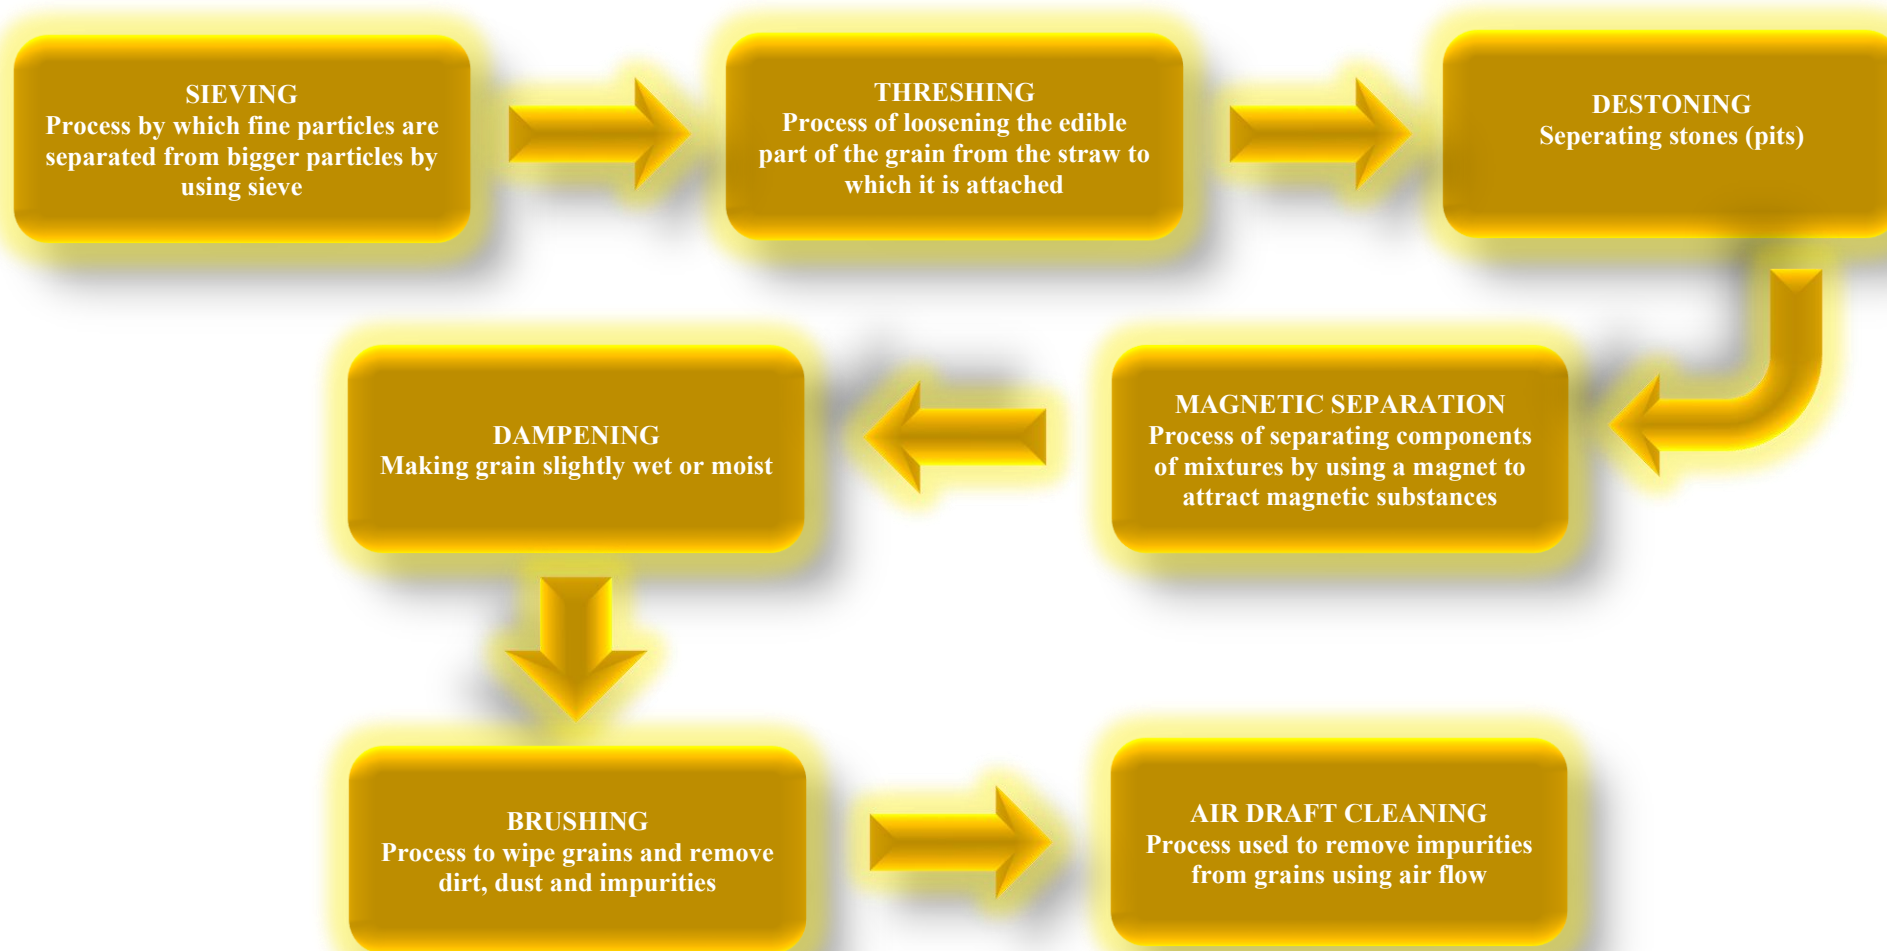 SIEVING
Process by which fine particles are
separated from bigger particles by
using sieve
THRESHING
Process of loosening the edible
part of the grain from the straw to
which it is attached
DESTONING
Seperating stones (pits)
MAGNETIC SEPARATION
Process of separating components
of mixtures by using a magnet to
attract magnetic substances
DAMPENING
Making grain slightly wet or moist
BRUSHING
Process to wipe grains and remove
dirt, dust and impurities
AIR DRAFT CLEANING
Process used to remove impurities
from grains using air flow